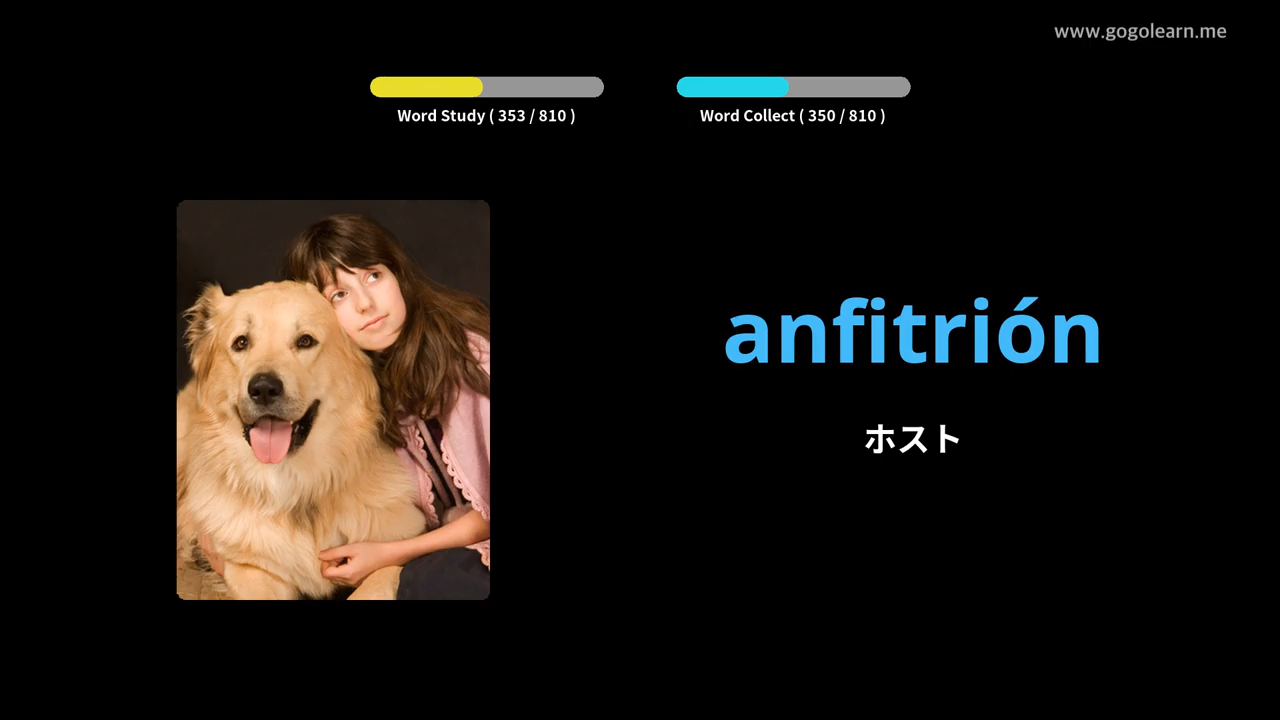 www.gogolearn.me
Word Study ( 353 / 810 )
Word Collect ( 350 / 810 )
anfitrión
ホスト